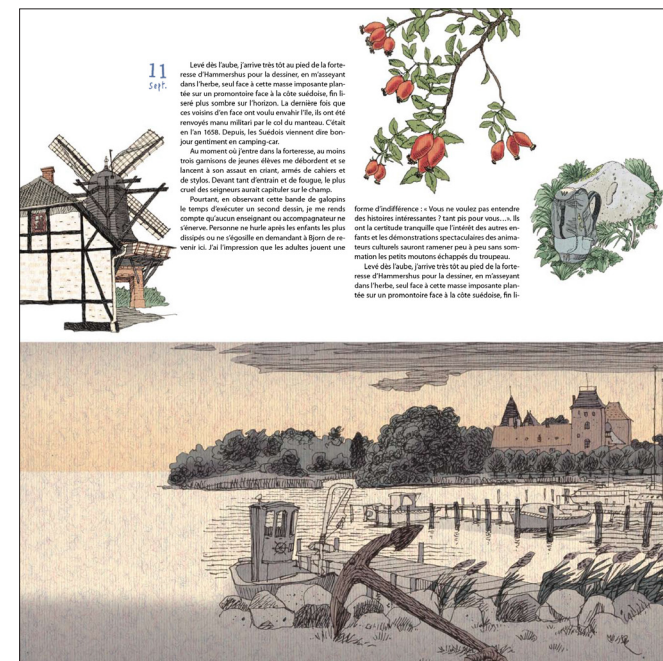 11
Sept.
Levé dès l'aube, j'arrive très tôt au pied de la forte-
resse d'Hammershus pour la dessiner, en m'asseyant
dans l'herbe, seul face à cette masse imposante plan-
tée sur un promontoire face à la côte suédoise, fin li-
seré plus sombre sur l'horizon. La dernière fois que
ces voisins d'en face ont voulu envahir l'île, ils ont été
renvoyés manu militari par le col du manteau. C'était
en l'an 1658. Depuis, les Suédois viennent dire bon-
jour gentiment en camping-car.
Au moment où j'entre dans la forteresse, au moins
trois garnisons de jeunes élèves me débordent et se
lancent à son assaut en criant, armés de cahiers et
de stylos. Devant tant d'entrain et de fougue, le plus
cruel des seigneurs aurait capituler sur le champ.
Pourtant, en observant cette bande de galopins
le temps d'exécuter un second dessin, je me rends
compte qu'aucun enseignant ou accompagnateur ne
s'énerve. Personne ne hurle après les enfants les plus
dissipés ou ne s'égosille en demandant à Bjorn de re-
venir ici. J'ai l'impression que les adultes jouent une
forme d'indifférence : « Vous ne voulez pas entendre
des histoires intéressantes ? tant pis pour vous…». Ils
ont la certitude tranquille que l'intérêt des autres en-
fants et les démonstrations spectaculaires des anima-
teurs culturels sauront ramener peu à peu sans som-
mation les petits moutons échappés du troupeau.
Levé dès l'aube, j'arrive très tôt au pied de la forte-
resse d'Hammershus pour la dessiner, en m'asseyant
dans l'herbe, seul face à cette masse imposante plan-
tée sur un promontoire face à la côte suédoise, fin li-